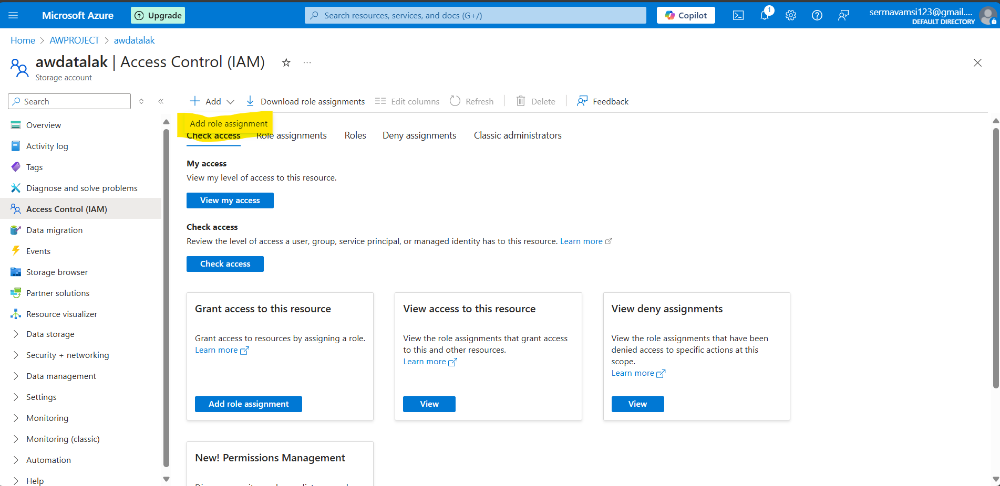 Microsoft Azure
Upgrade
Search resources, services, and docs (G+/)
Copilot
1
sermavamsi123@gmail....
DEFAULT DIRECTORY
Home > AWPROJECT > awdatalak
awdatalak | Access Control (IAM)
Storage account
Search
Add
Download role assignments
Edit columns
Refresh
Delete
Feedback
Add role assignment
Check access
Role assignments
Roles
Deny assignments
Classic administrators
Overview
Activity log
Tags
Diagnose and solve problems
Access Control (IAM)
Data migration
Events
Storage browser
Partner solutions
Resource visualizer
Data storage
Security + networking
Data management
Settings
Monitoring
Monitoring (classic)
Automation
Help
My access
View my level of access to this resource.
View my access
Check access
Review the level of access a user, group, service principal, or managed identity has to this resource. Learn more
Check access
Grant access to this resource
Grant access to resources by assigning a role.
Learn more
Add role assignment
View access to this resource
View the role assignments that grant access
to this and other resources.
Learn more
View
View deny assignments
View the role assignments that have been
denied access to specific actions at this
scope.
Learn more
View
New! Permissions Management